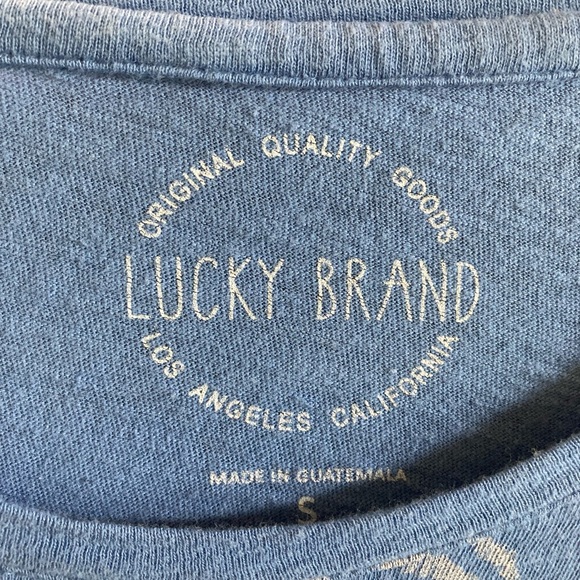 ORIGINAL QUALITY GOODS
LUCKY BRAND
LOS ANGELES CALIFORNIA
MADE IN GUATEMALA
S